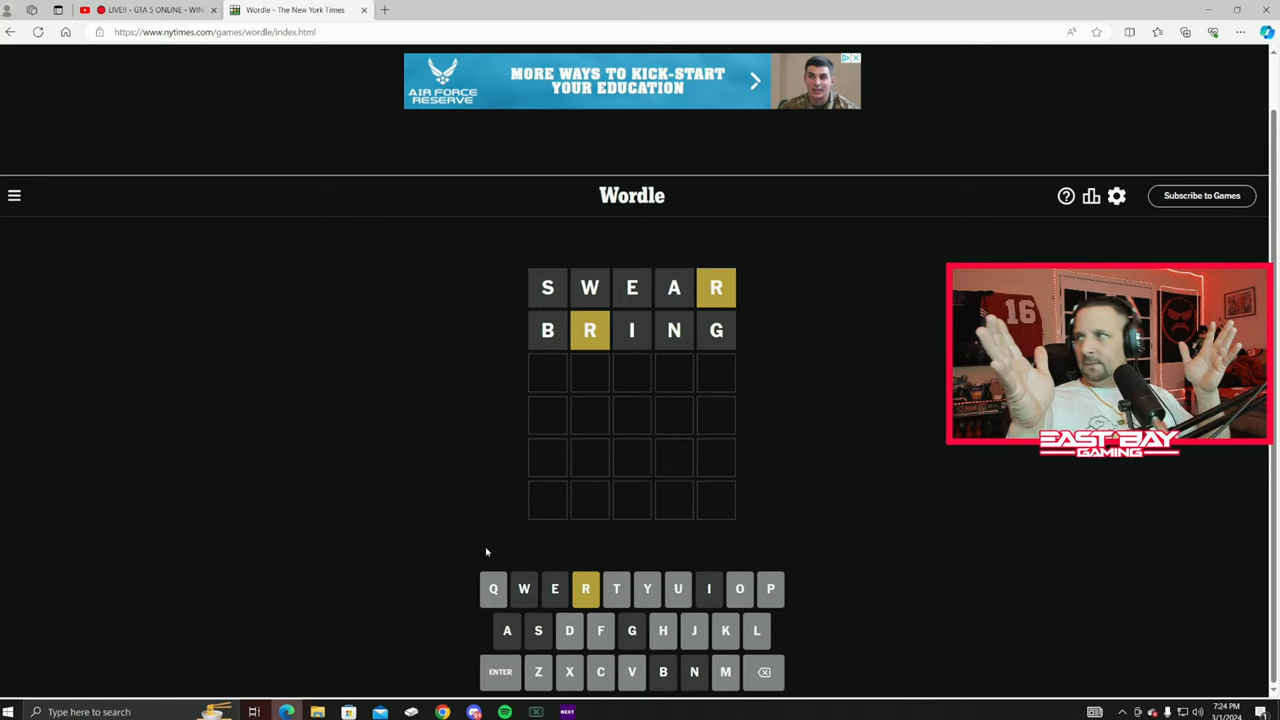 LIVE!! - GTA 5 ONLINE - WIN
Wordle - The New York Times
https://www.nytimes.com/games/wordle/index.html
AIR FORCE
RESERVE
MORE WAYS TO KICK-START
YOUR EDUCATION
Wordle
Subscribe to Games
S W E A R
B R I N G
16
EAST BAY
GAMING
Q W E R T Y U I O P
A S D F G H J K L
ENTER Z X C V B N M
Type here to search
NEXT
7:24 PM
3/1/2024